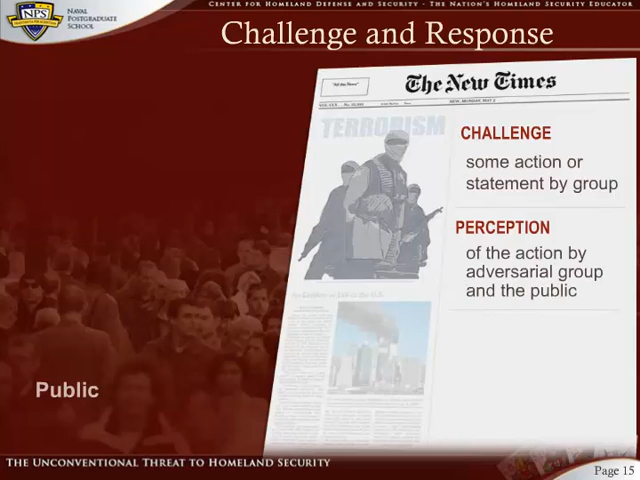 CENTER FOR HOMELAND DEFENSE AND SECURITY - THE NATION'S HOMELAND SECURITY EDUCATOR
NPS
NAVAL
POSTGRADUATE
SCHOOL
Challenge and Response
The New Times
TERRORISM
CHALLENGE
some action or
statement by group
PERCEPTION
of the action by
adversarial group
and the public
Public
THE UNCONVENTIONAL THREAT TO HOMELAND SECURITY
Page 15